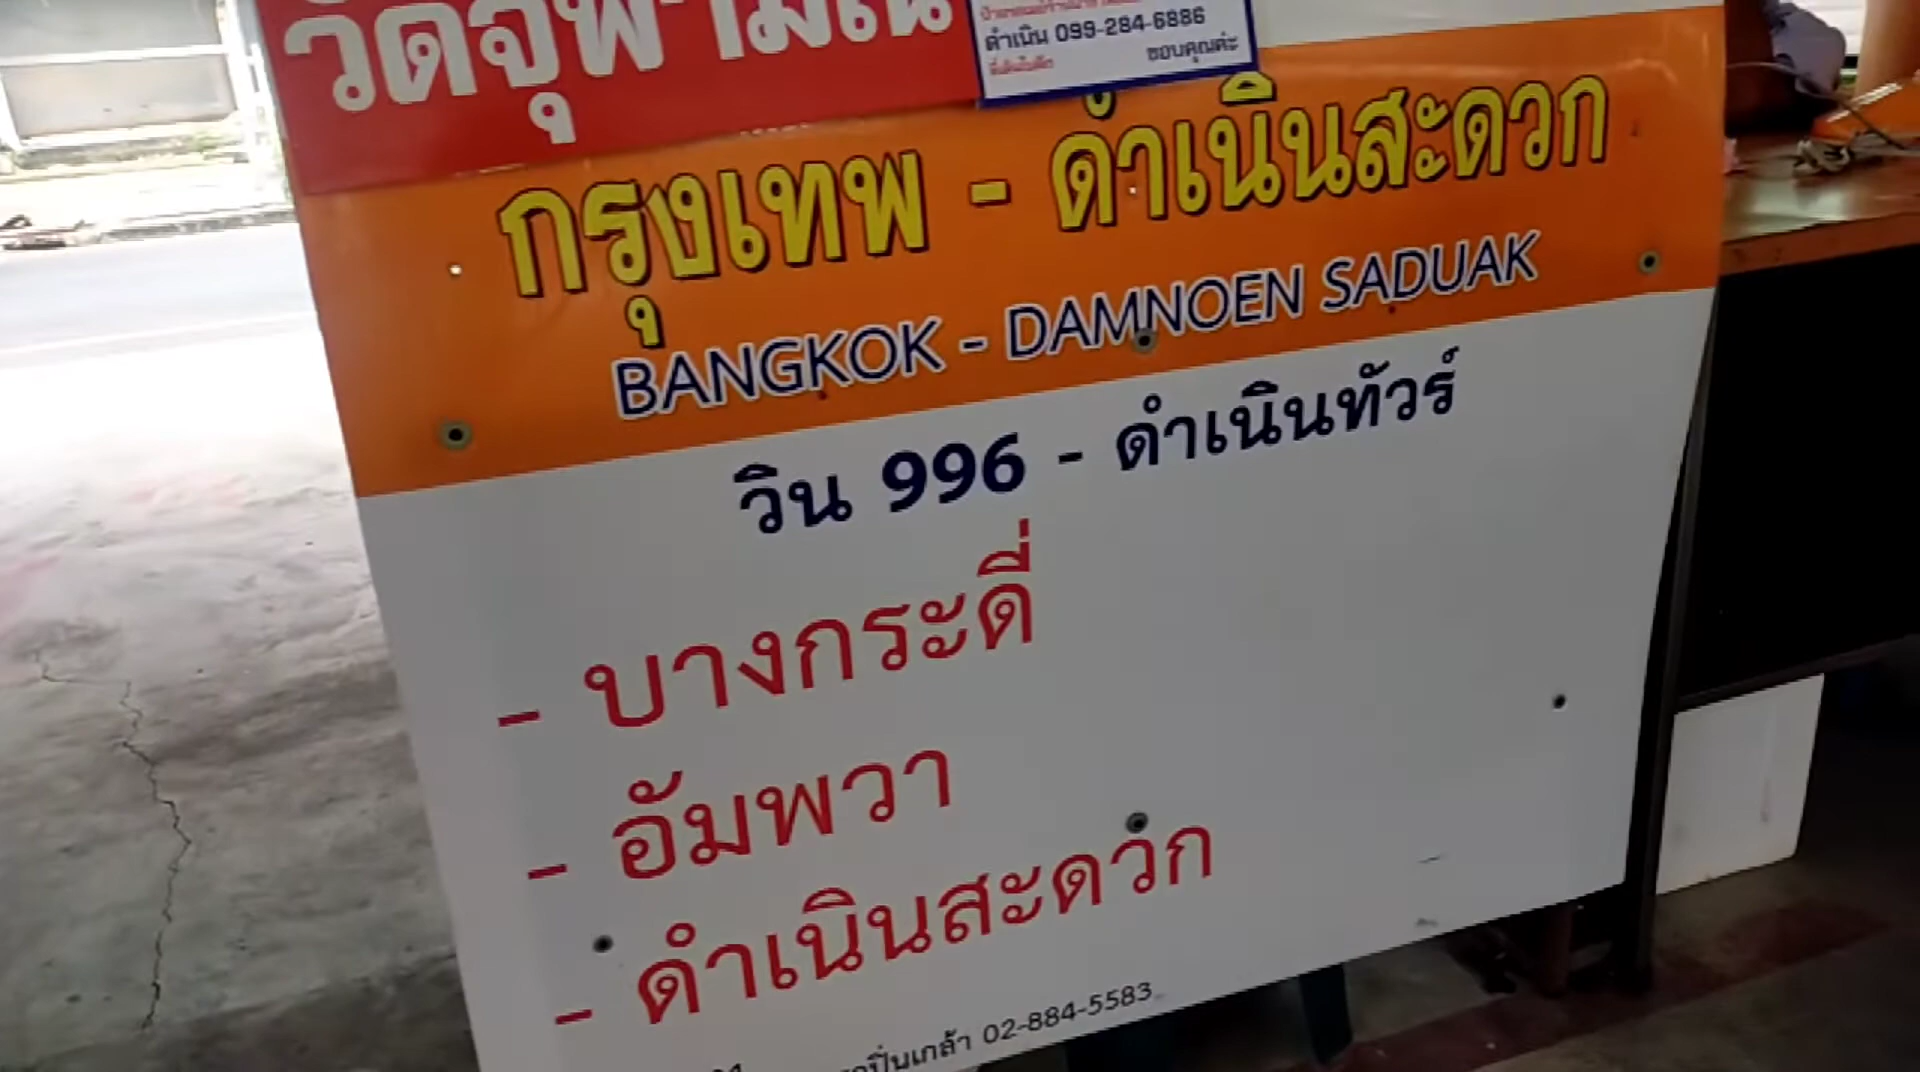 วัดจุฬามณี
ดำเนิน 099-284-6886
ขอบคุณค่ะ
กรุงเทพ - ดำเนินสะดวก
BANGKOK - DAMNOEN SADUAK
วิน 996 - ดำเนินทัวร์
- บางกระดี่
- อัมพวา
- ดำเนินสะดวก
ปิ่นเกล้า 02-884-5583